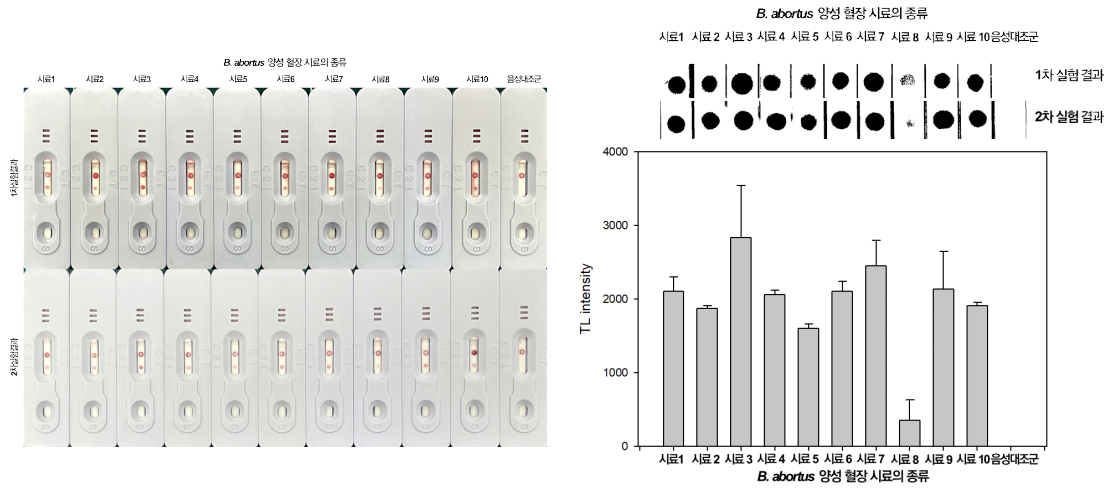 B. abortus 양성 혈장 시료의 종류
시료1 시료2 시료3 시료4 시료5 시료6 시료7 시료8 시료9 시료10 음성대조군
1차실험결과
2차실험결과
B. abortus 양성 혈장 시료의 종류
시료1 시료 2 시료 3 시료 4 시료 5 시료 6 시료 7 시료 8 시료 9 시료 10 음성대조군
1차 실험 결과
2차 실험 결과
4000
3000
2000
1000
0
TL intensity
시료1 시료 2 시료 3 시료 4 시료 5 시료 6 시료 7 시료 8 시료 9 시료 10 음성대조군
B. abortus 양성 혈장 시료의 종류